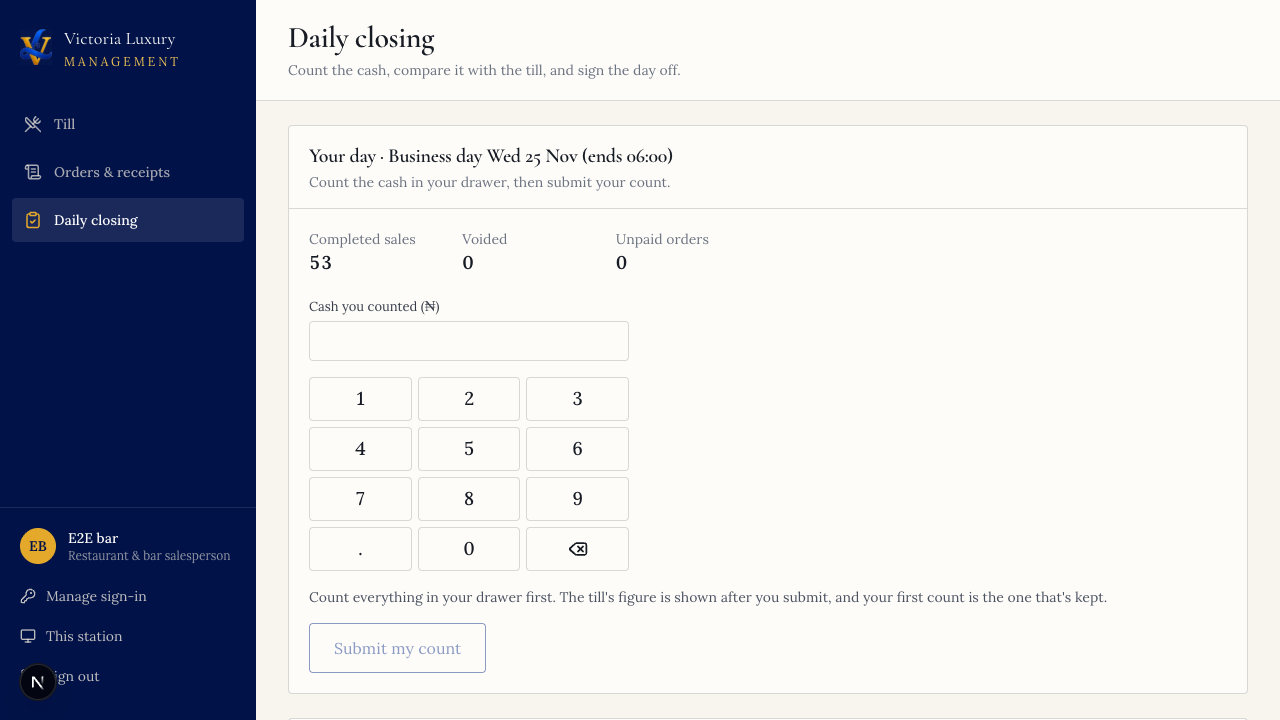 Victoria Luxury
MANAGEMENT
Till
Orders & receipts
Daily closing
E2E bar
EB
Restaurant & bar salesperson
Manage sign-in
This station
ign out
N
Daily closing
Count the cash, compare it with the till, and sign the day off.
Your day · Business day Wed 25 Nov (ends 06:00)
Count the cash in your drawer, then submit your count.
Completed sales
Voided
Unpaid orders
53
0
0
Cash you counted (₦)
1
2
3
4
5
6
7
8
9
.
0
Count everything in your drawer first. The till's figure is shown after you submit, and your first count is the one that's kept.
Submit my count